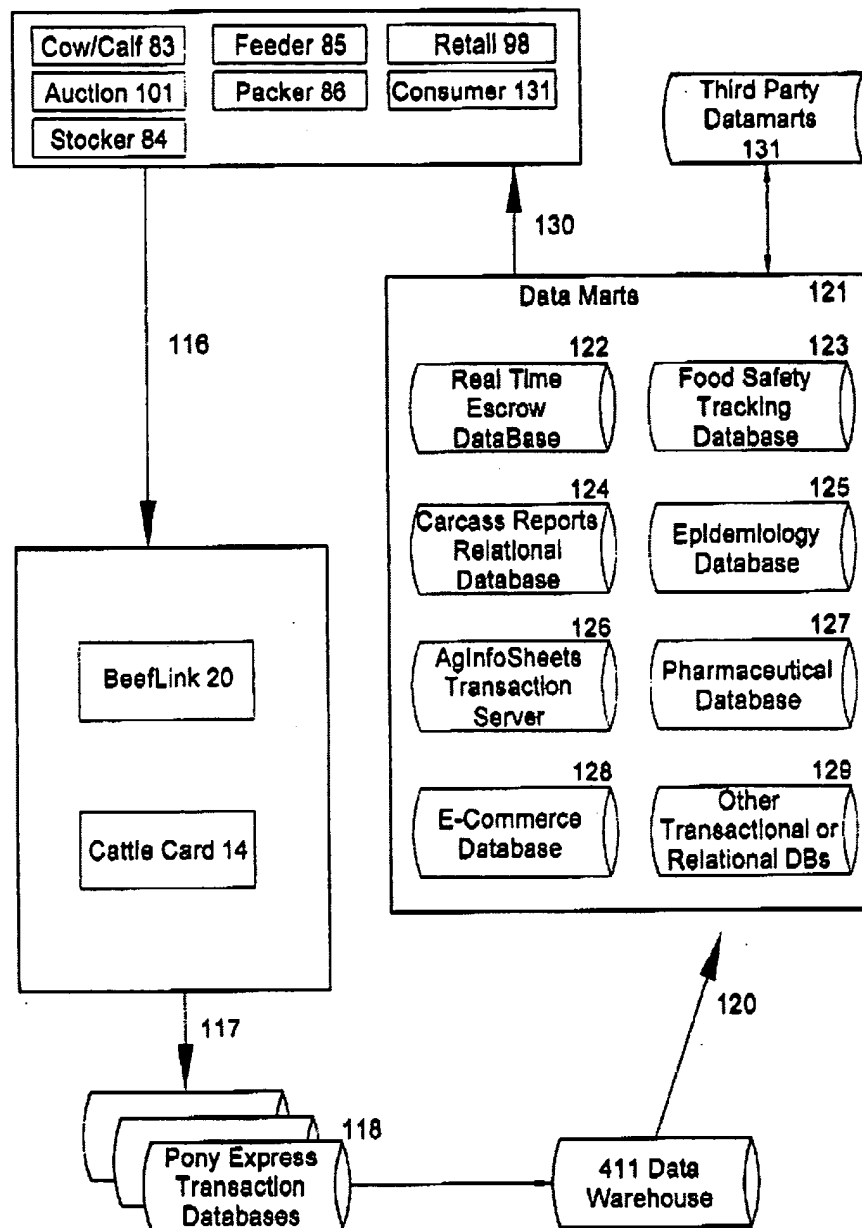 Cow/Calf 83
Feeder 85
Retail 98
Auction 101
Packer 86
Consumer 131
Stocker 84
Third Party
Datamarts
131
130
116
Data Marts
121
122
Real Time
Escrow
DataBase
123
Food Safety
Tracking
Database
124
Carcass Reports
Relational
Database
125
Epidemiology
Database
126
AgInfoSheets
Transaction
Server
127
Pharmaceutical
Database
128
E-Commerce
Database
129
Other
Transactional or
Relational DBs
BeefLink 20
Cattle Card 14
117
118
Pony Express
Transaction
Databases
120
411 Data
Warehouse